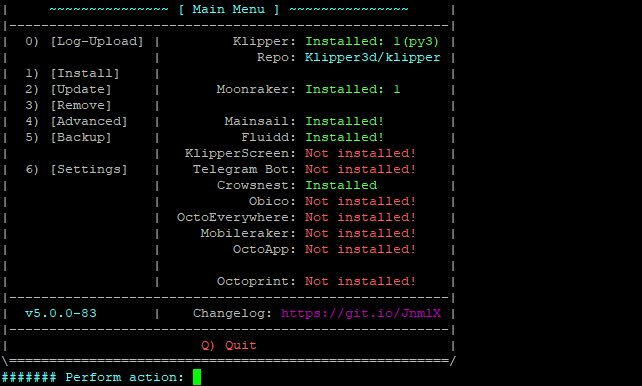 |     ~~~~~~~~~~~~~~~ [ Main Menu ] ~~~~~~~~~~~~~~~     |
|-------------------------------------------------------|
|  0) [Log-Upload] |         Klipper: Installed: 1(py3) |
|                  |            Repo: Klipper3d/klipper |
|  1) [Install]    |                                    |
|  2) [Update]     |       Moonraker: Installed: 1      |
|  3) [Remove]     |                                    |
|  4) [Advanced]   |        Mainsail: Installed!        |
|  5) [Backup]     |          Fluidd: Installed!        |
|                  |   KlipperScreen: Not installed!    |
|  6) [Settings]   |    Telegram Bot: Not installed!    |
|                  |       Crowsnest: Installed         |
|                  |           Obico: Not installed!    |
|                  |  OctoEverywhere: Not installed!    |
|                  |     Mobileraker: Not installed!    |
|                  |         OctoApp: Not installed!    |
|                  |                                    |
|                  |       Octoprint: Not installed!    |
|-------------------------------------------------------|
|  v5.0.0-83       |    Changelog: https://git.io/JnmlX |
|-------------------------------------------------------|
|                        Q) Quit                        |
\=======================================================/
####### Perform action: